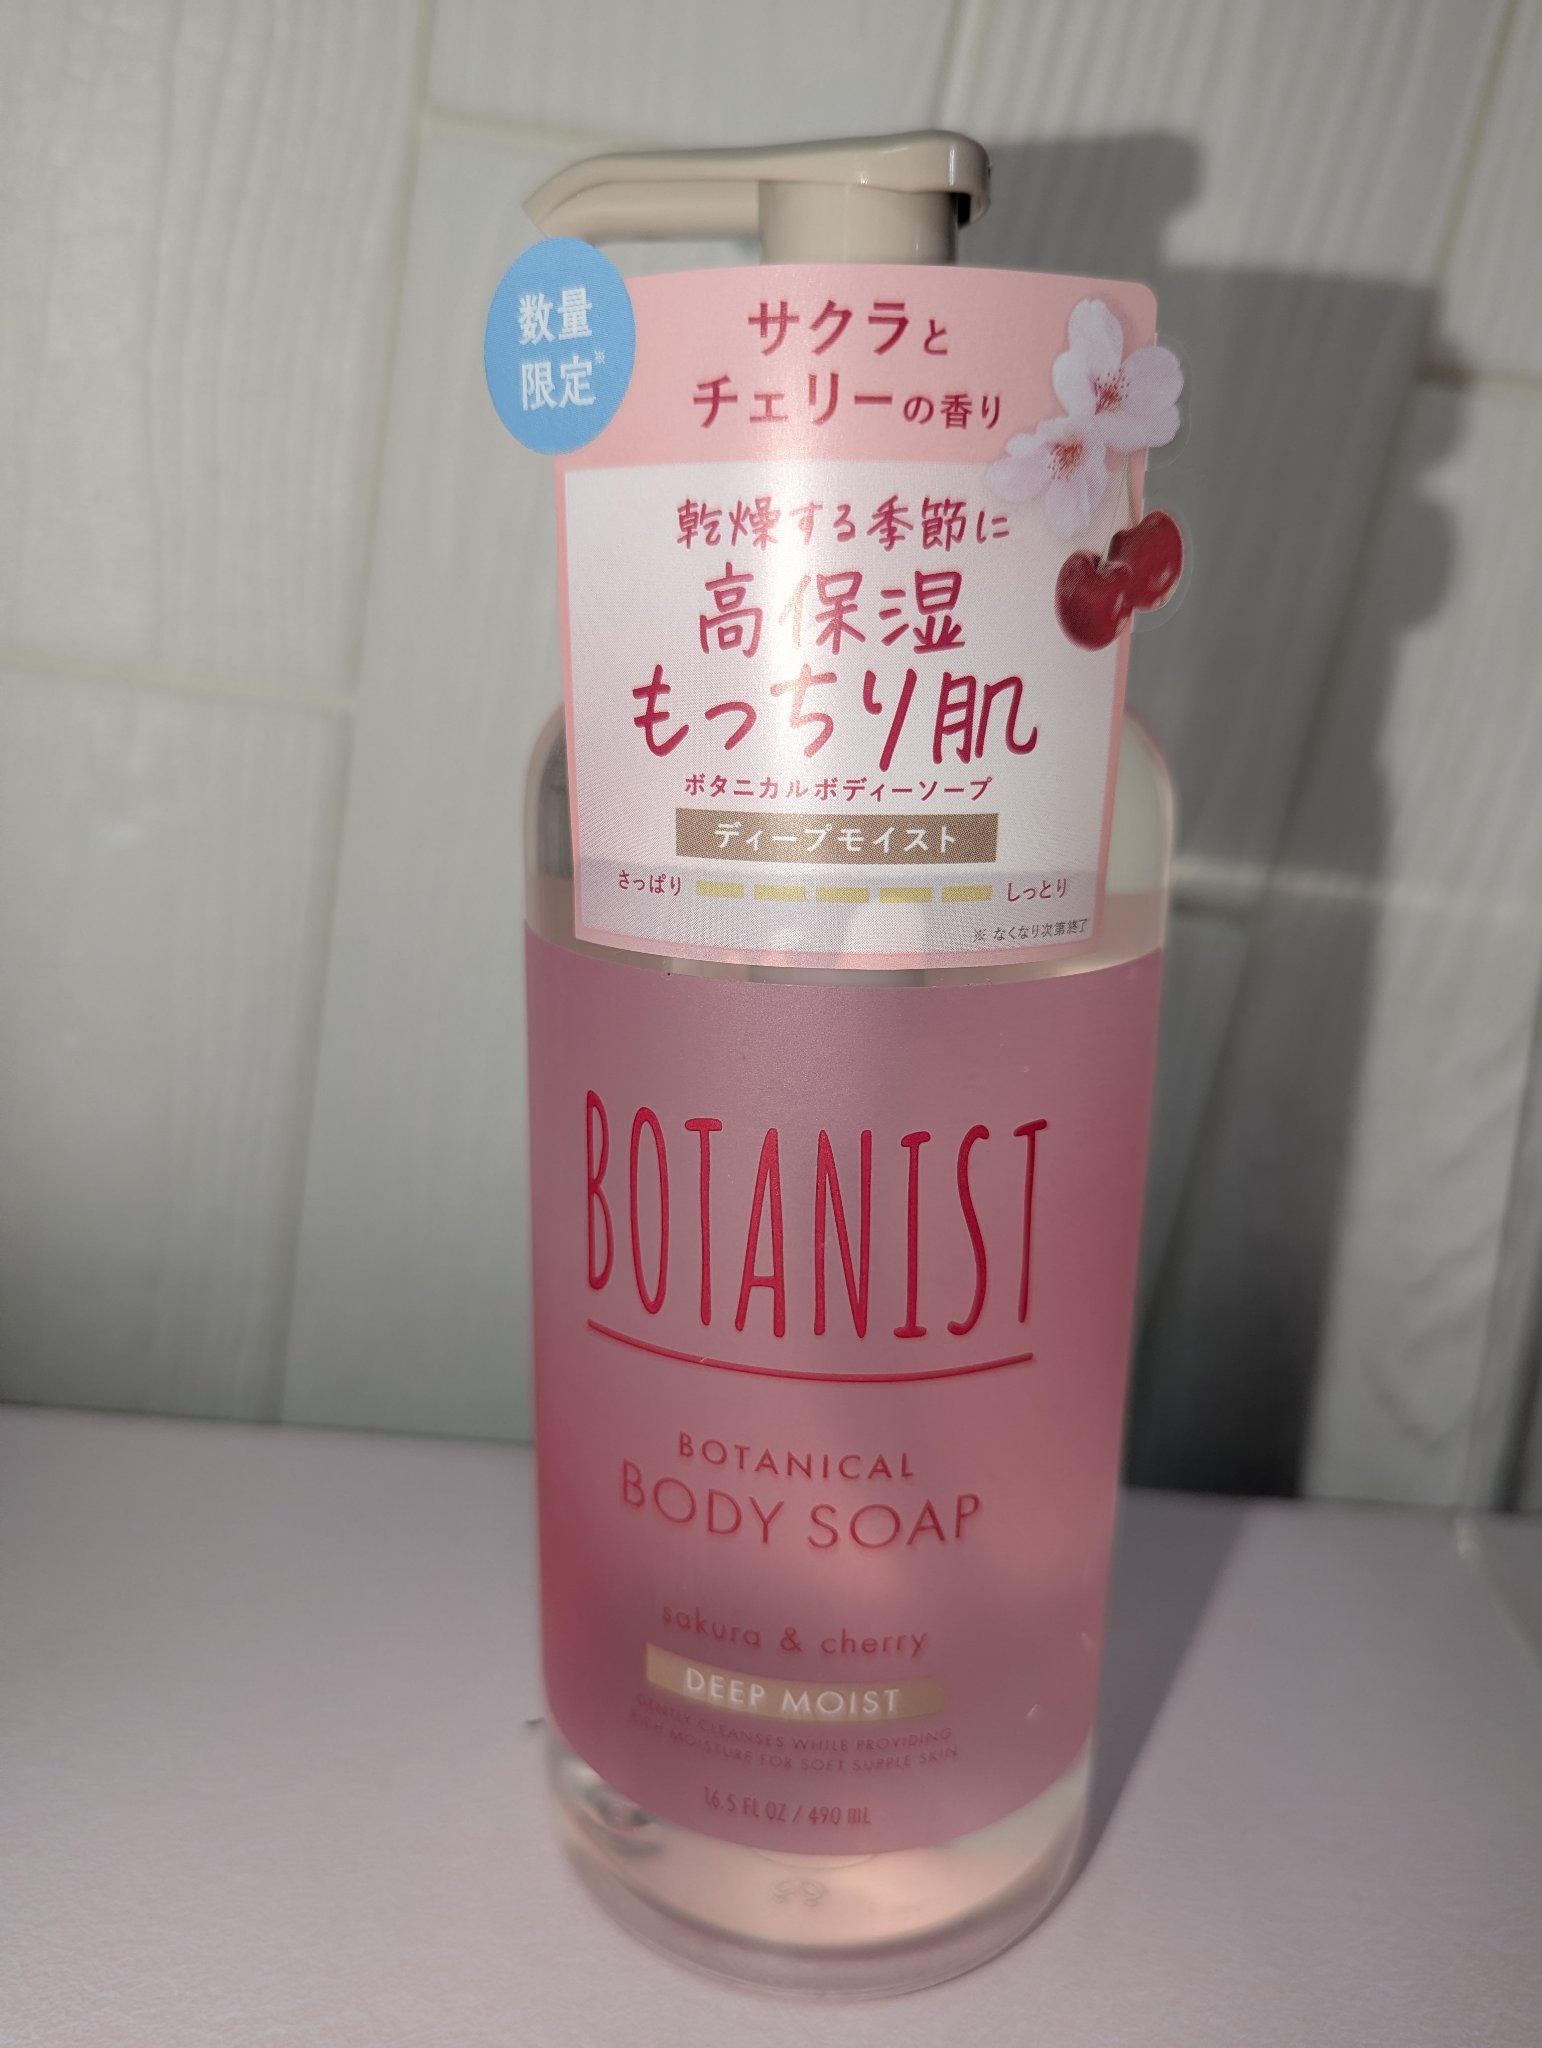 数量
限定※
サクラと
チェリーの香り
乾燥する季節に
高保湿
もっちり肌
ボタニカルボディーソープ
ディープモイスト
さっぱり しっとり
※ なくなり次第終了
BOTANIST
BOTANICAL
BODY SOAP
sakura & cherry
DEEP MOIST
GENTLY CLEANSES WHILE PROVIDING
RICH MOISTURE FOR SOFT SUPPLE SKIN
16.5 FL OZ / 490 mL